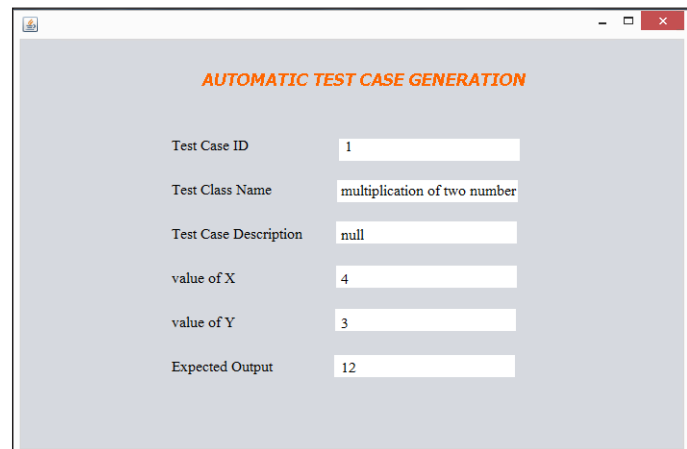 AUTOMATIC TEST CASE GENERATION
Test Case ID 1
Test Class Name multiplication of two number
Test Case Description null
value of X 4
value of Y 3
Expected Output 12